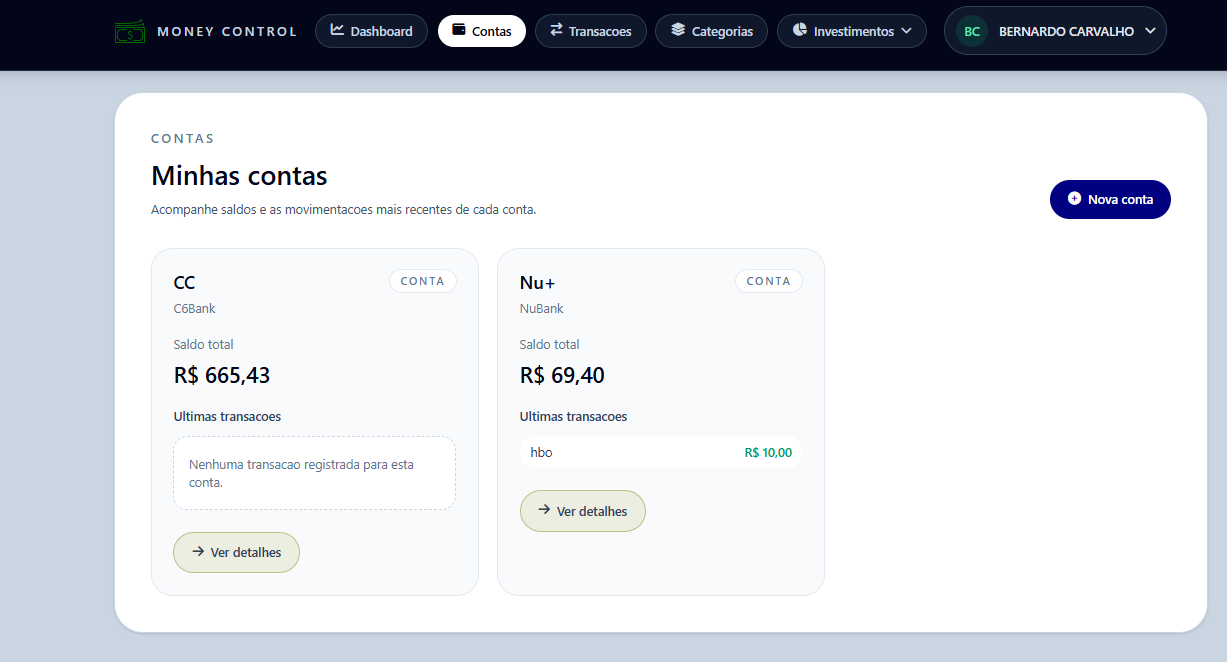 MONEY CONTROL Dashboard Contas Transacoes Categorias Investimentos BC BERNARDO CARVALHO
CONTAS
Minhas contas
Acompanhe saldos e as movimentacoes mais recentes de cada conta.
Nova conta
CC CONTA
C6Bank
Saldo total
R$ 665,43
Ultimas transacoes
Nenhuma transacao registrada para esta
conta.
Ver detalhes
Nu+ CONTA
NuBank
Saldo total
R$ 69,40
Ultimas transacoes
hbo R$ 10,00
Ver detalhes